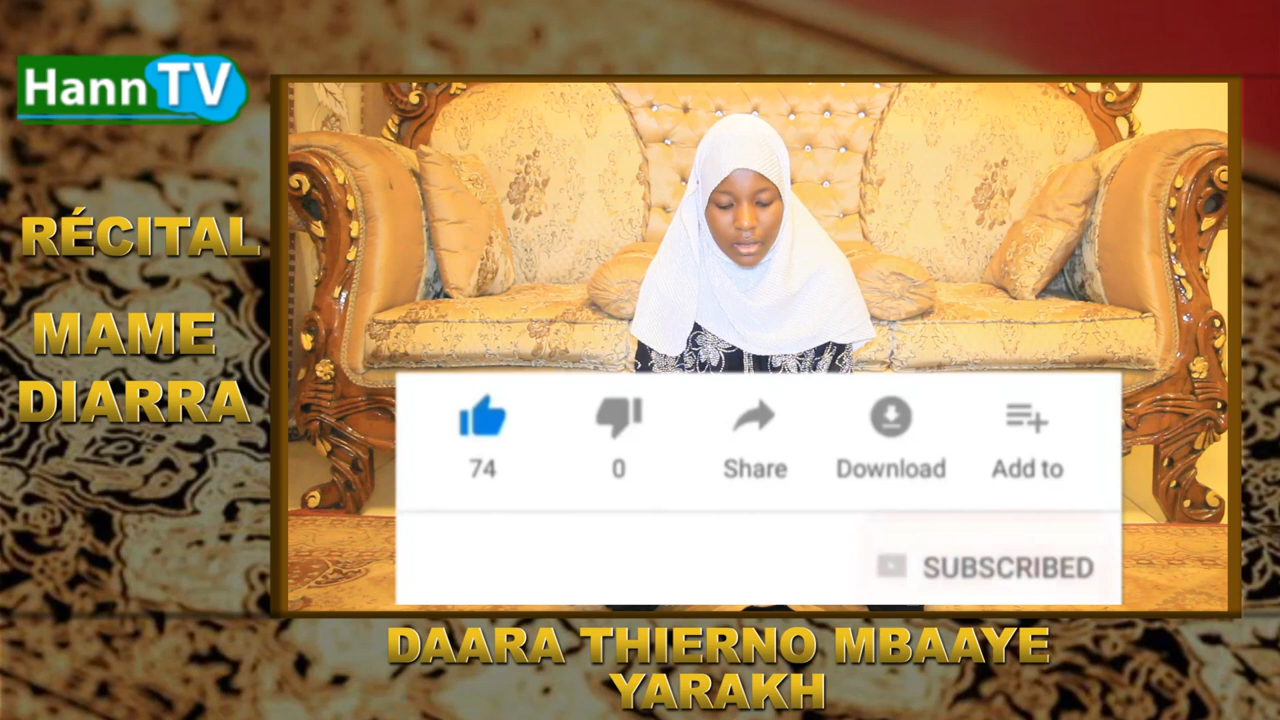 HannTV
RÉCITAL
MAME
DIARRA
74
0
Share
Download
Add to
SUBSCRIBED
DAARA THIERNO MBAAYE
YARAKH